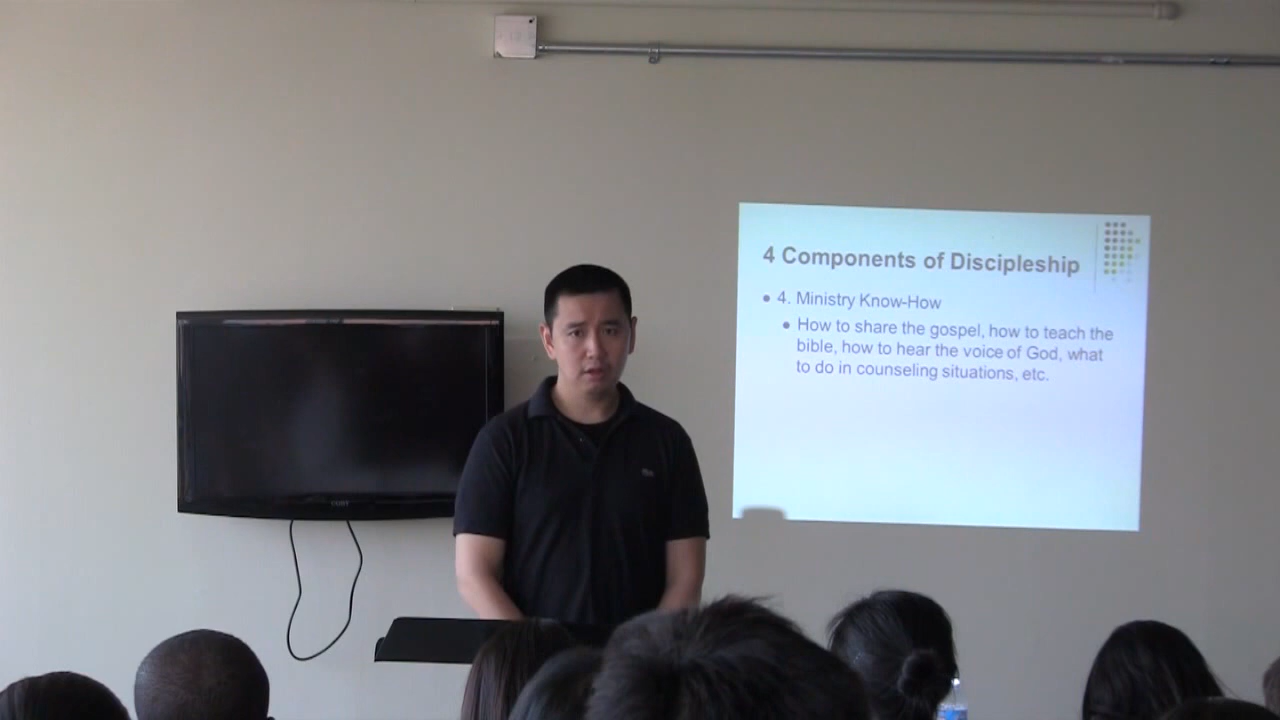 4 Components of Discipleship
• 4. Ministry Know-How
• How to share the gospel, how to teach the
bible, how to hear the voice of God, what
to do in counseling situations, etc.